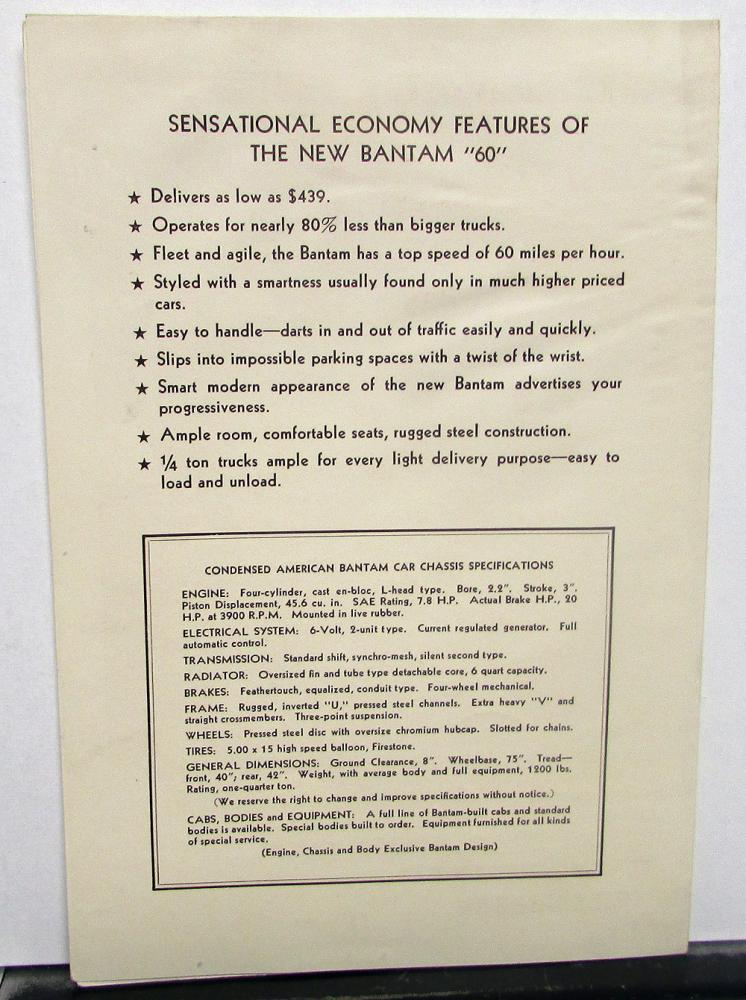 SENSATIONAL ECONOMY FEATURES OF
THE NEW BANTAM "60"
★ Delivers as low as $439.
★ Operates for nearly 80% less than bigger trucks.
★ Fleet and agile, the Bantam has a top speed of 60 miles per hour.
★ Styled with a smartness usually found only in much higher priced
cars.
★ Easy to handle—darts in and out of traffic easily and quickly.
★ Slips into impossible parking spaces with a twist of the wrist.
★ Smart modern appearance of the new Bantam advertises your
progressiveness.
★ Ample room, comfortable seats, rugged steel construction.
★ 1/4 ton trucks ample for every light delivery purpose—easy to
load and unload.
CONDENSED AMERICAN BANTAM CAR CHASSIS SPECIFICATIONS
ENGINE: Four-cylinder, cast en-bloc, L-head type. Bore, 2.2". Stroke, 3".
Piston Displacement, 45.6 cu. in. SAE Rating, 7.8 H.P. Actual Brake H.P., 20
H.P. at 3900 R.P.M. Mounted in live rubber.
ELECTRICAL SYSTEM: 6-Volt, 2-unit type. Current regulated generator. Full
automatic control.
TRANSMISSION: Standard shift, synchro-mesh, silent second type.
RADIATOR: Oversized fin and tube type detachable core, 6 quart capacity.
BRAKES: Feathertouch, equalized, conduit type. Four-wheel mechanical.
FRAME: Rugged, inverted "U," pressed steel channels. Extra heavy "V" and
straight crossmembers. Three-point suspension.
WHEELS: Pressed steel disc with oversize chromium hubcap. Slotted for chains.
TIRES: 5.00 x 15 high speed balloon, Firestone.
GENERAL DIMENSIONS: Ground Clearance, 8". Wheelbase, 75". Tread—
front, 40"; rear, 42". Weight, with average body and full equipment, 1200 lbs.
Rating, one-quarter ton.
(We reserve the right to change and improve specifications without notice.)
CABS, BODIES and EQUIPMENT: A full line of Bantam-built cabs and standard
bodies is available. Special bodies built to order. Equipment furnished for all kinds
of special service.
(Engine, Chassis and Body Exclusive Bantam Design)